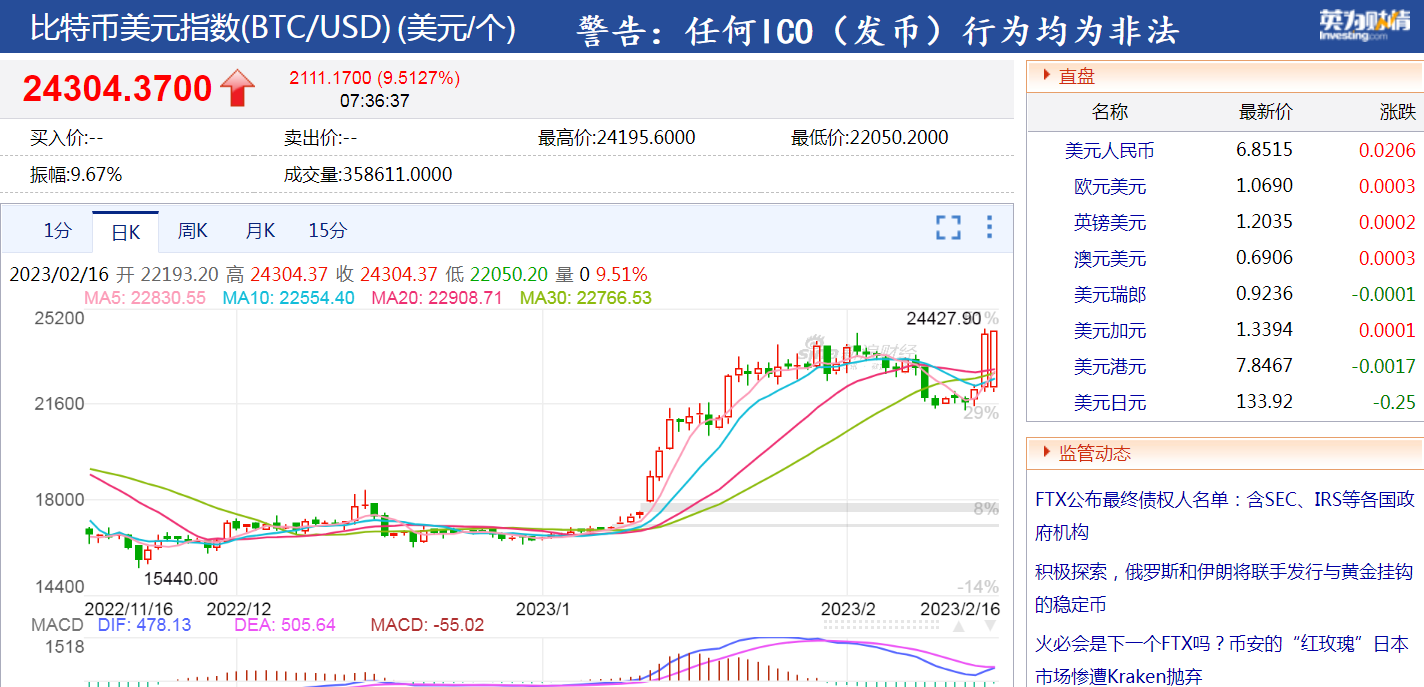 比特币美元指数(BTC/USD) (美元/个)
警告：任何ICO（发币）行为均为非法
英为财情
Investing.com
24304.3700
2111.1700 (9.5127%)
07:36:37
买入价:--
卖出价:--
最高价:24195.6000
最低价:22050.2000
振幅:9.67%
成交量:358611.0000
1分 日K 周K 月K 15分
2023/02/16 开 22193.20 高 24304.37 收 24304.37 低 22050.20 量 0 9.51%
MA5: 22830.55 MA10: 22554.40 MA20: 22908.71 MA30: 22766.53
25200
24427.90
21600
29%
18000
8%
15440.00
14400
-14%
2022/11/16 2022/12 2023/1 2023/2 2023/2/16
MACD DIF: 478.13 DEA: 505.64 MACD: -55.02
1518
直盘
名称 最新价 涨跌
美元人民币 6.8515 0.0206
欧元美元 1.0690 0.0003
英镑美元 1.2035 0.0002
澳元美元 0.6906 0.0003
美元瑞郎 0.9236 -0.0001
美元加元 1.3394 0.0001
美元港元 7.8467 -0.0017
美元日元 133.92 -0.25
监管动态
FTX公布最终债权人名单：含SEC、IRS等各国政
府机构
积极探索，俄罗斯和伊朗将联手发行与黄金挂钩
的稳定币
火必会是下一个FTX吗？币安的“红玫瑰”日本
市场惨遭Kraken抛弃